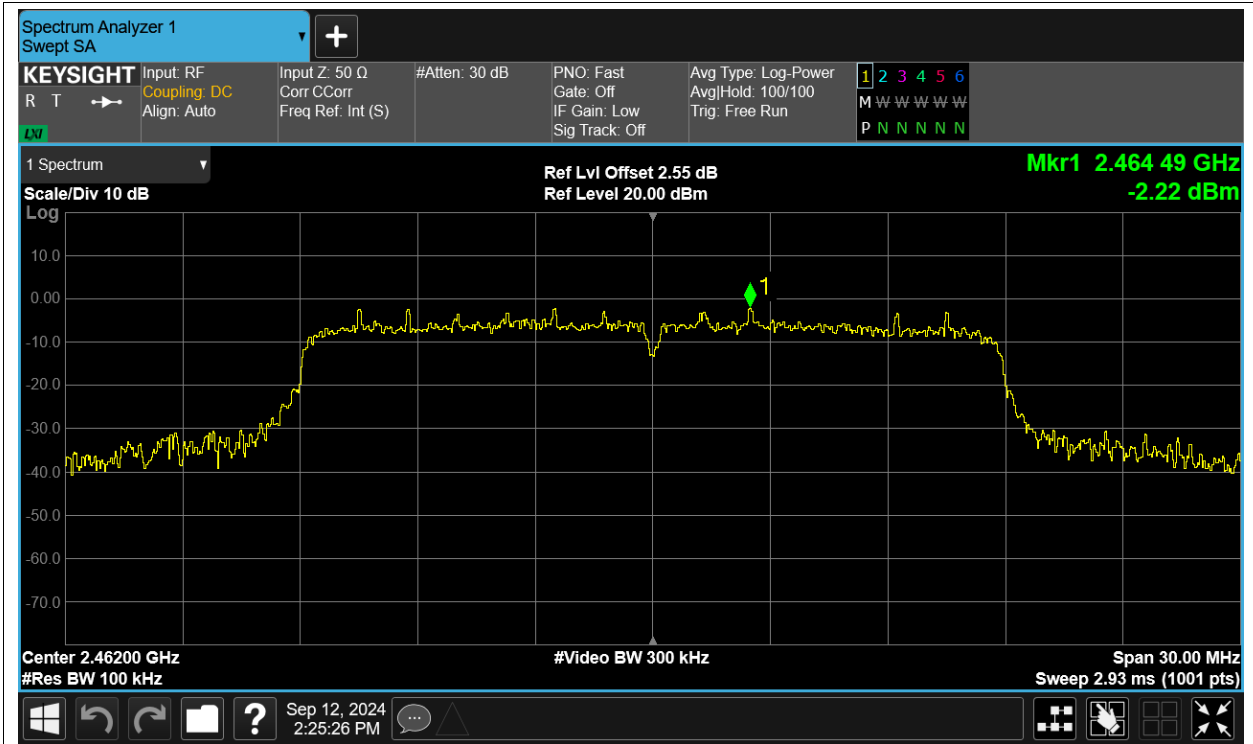 Spectrum Analyzer 1
Swept SA
+
KEYSIGHT
R T
LXI
Input: RF
Coupling: DC
Align: Auto
Input Z: 50 Ω
Corr CCorr
Freq Ref: Int (S)
#Atten: 30 dB
PNO: Fast
Gate: Off
IF Gain: Low
Sig Track: Off
Avg Type: Log-Power
Avg|Hold: 100/100
Trig: Free Run
1 2 3 4 5 6
M W W W W W
P N N N N N
1 Spectrum
Scale/Div 10 dB
Ref Lvl Offset 2.55 dB
Ref Level 20.00 dBm
Mkr1 2.464 49 GHz
-2.22 dBm
Log
10.0
0.00
-10.0
-20.0
-30.0
-40.0
-50.0
-60.0
-70.0
1
Center 2.46200 GHz
#Res BW 100 kHz
#Video BW 300 kHz
Span 30.00 MHz
Sweep 2.93 ms (1001 pts)
?
Sep 12, 2024
2:25:26 PM